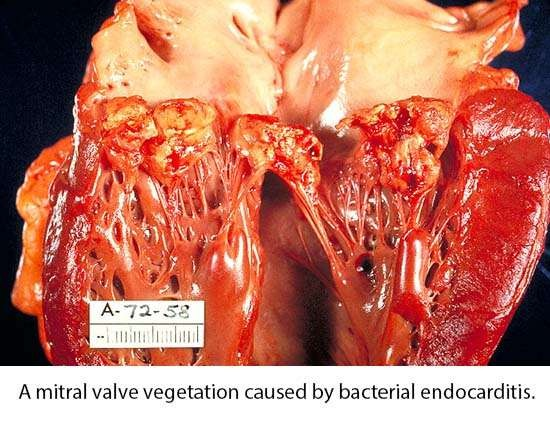 A-72-58
A mitral valve vegetation caused by bacterial endocarditis.